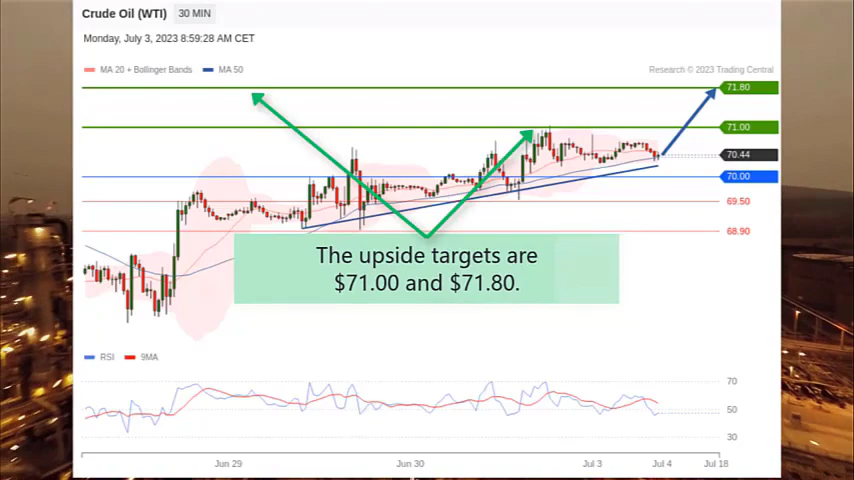 Crude Oil (WTI) 30 MIN
Monday, July 3, 2023 8:59:28 AM CET
MA 20 + Bollinger Bands MA 50
Research © 2023 Trading Central
71.80
71.00
70.44
70.00
69.50
68.90
The upside targets are
$71.00 and $71.80.
RSI 9MA
70
50
30
Jun 29 Jun 30 Jul 3 Jul 4 Jul 18